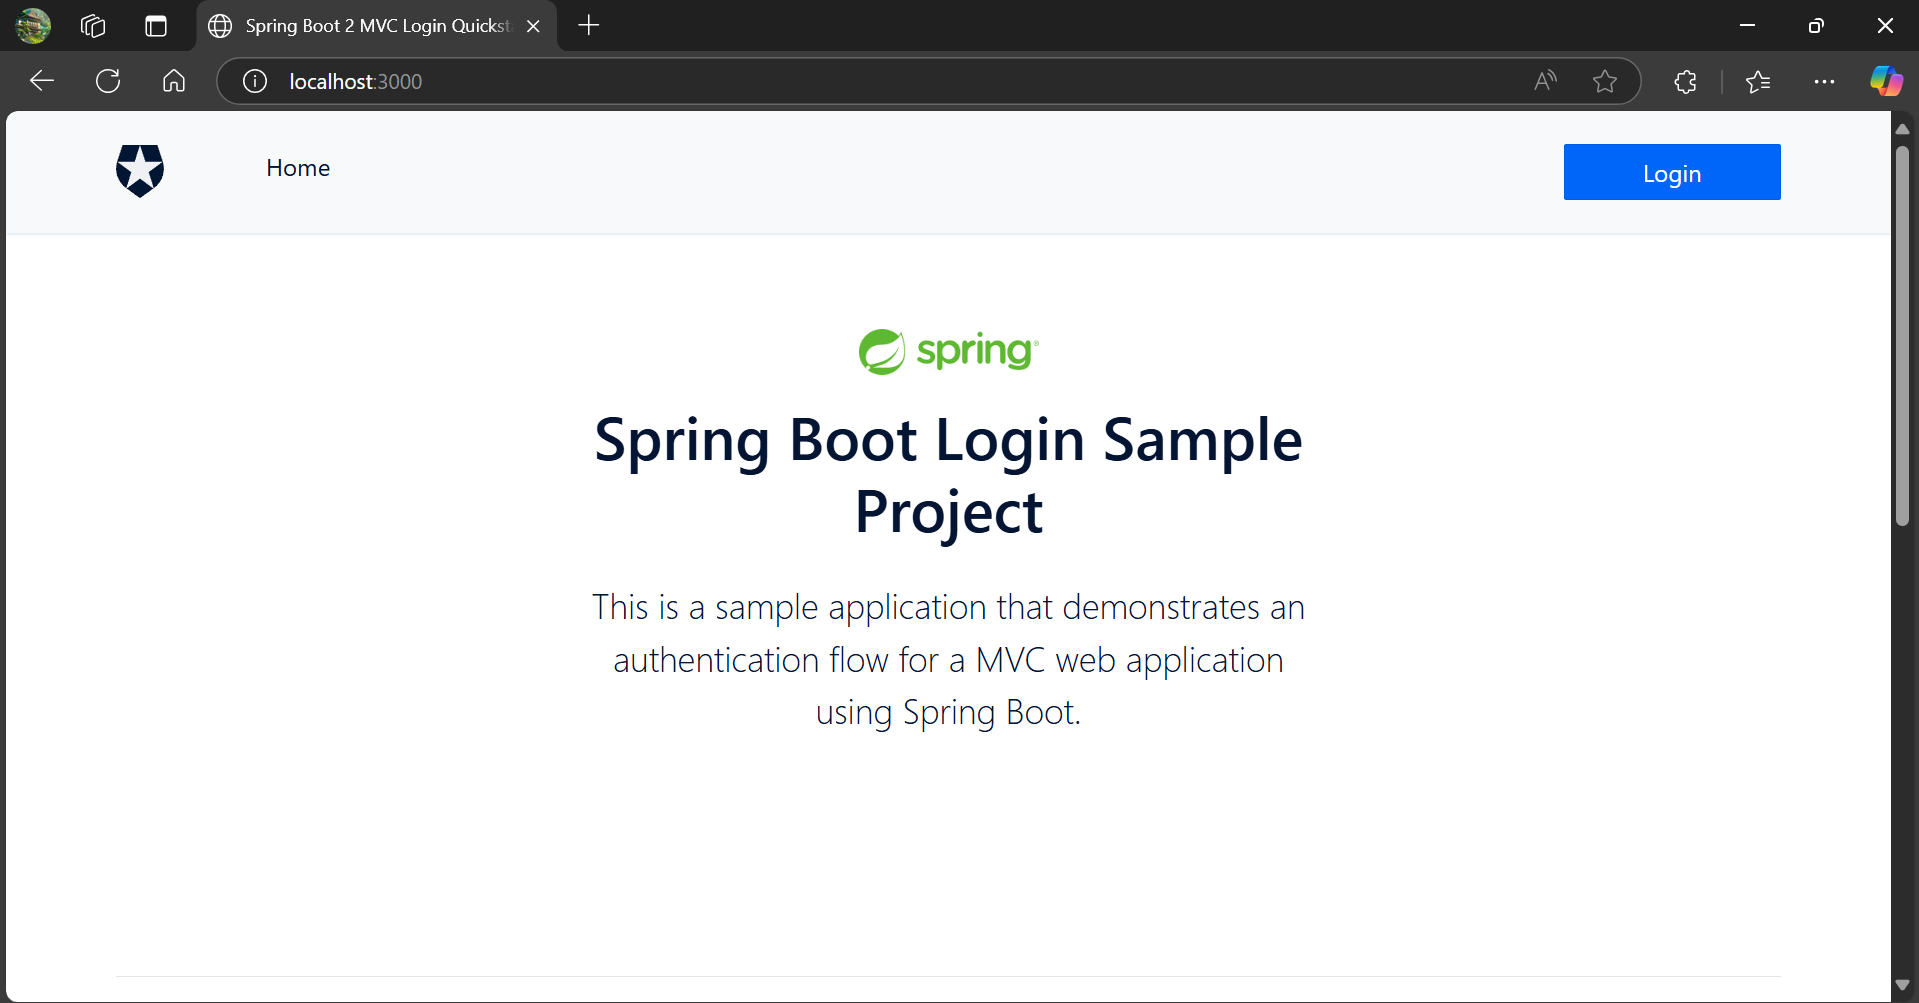 Spring Boot 2 MVC Login Quickst
localhost:3000
Home
Login
spring
Spring Boot Login Sample
Project
This is a sample application that demonstrates an
authentication flow for a MVC web application
using Spring Boot.